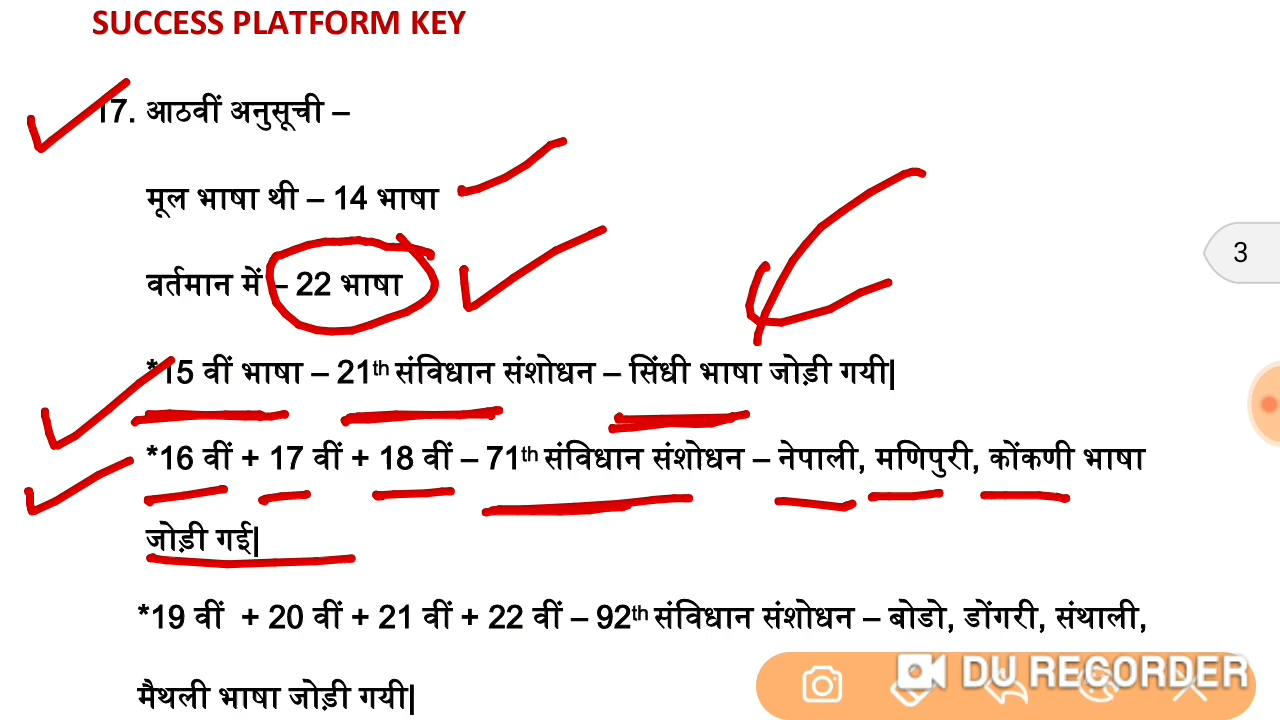 SUCCESS PLATFORM KEY
17. आठवीं अनुसूची –
मूल भाषा थी – 14 भाषा
वर्तमान में – 22 भाषा
3
*15 वीं भाषा – 21th संविधान संशोधन – सिंधी भाषा जोड़ी गयी|
*16 वीं + 17 वीं + 18 वीं – 71th संविधान संशोधन – नेपाली, मणिपुरी, कोंकणी भाषा
जोड़ी गई|
*19 वीं + 20 वीं + 21 वीं + 22 वीं – 92th संविधान संशोधन – बोडो, डोंगरी, संथाली,
मैथली भाषा जोड़ी गयी|
DU RECORDER